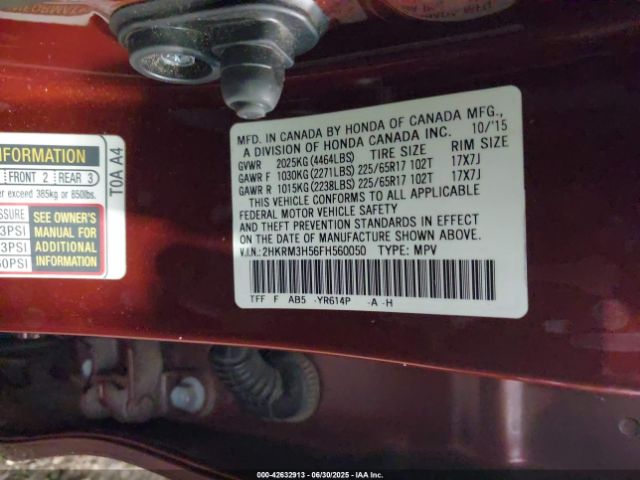 INFORMATION
FRONT 2 REAR 3
exceed 385kg or 850lbs.
SEE OWNER'S
MANUAL FOR
ADDITIONAL
INFORMATION
3PSI
3PSI
0PSI
T0A A4
MFD. IN CANADA BY HONDA OF CANADA MFG.,
A DIVISION OF HONDA CANADA INC. 10/'15
GVWR 2025KG (4464LBS) TIRE SIZE RIM SIZE
GAWR F 1030KG (2271LBS) 225/65R17 102T 17X7J
GAWR R 1015KG (2238LBS) 225/65R17 102T 17X7J
THIS VEHICLE CONFORMS TO ALL APPLICABLE
FEDERAL MOTOR VEHICLE SAFETY
AND THEFT PREVENTION STANDARDS IN EFFECT
ON THE DATE OF MANUFACTURE SHOWN ABOVE.
V.I.N.: 2HKRM3H56FH560050 TYPE: MPV
TFF F AB5 -YR614P -A -H
000-42632913 - 06/30/2025 - IAA Inc.